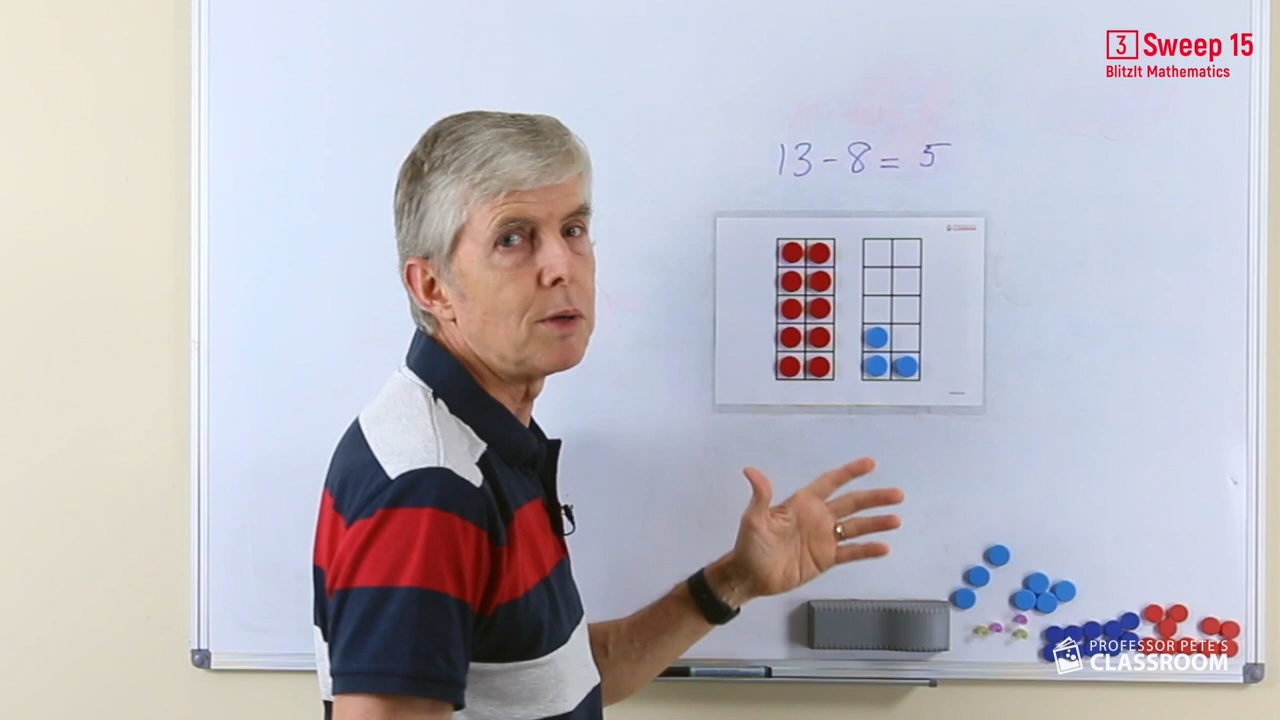 3 Sweep 15
BlitzIt Mathematics
13 - 8 = 5
PROFESSOR PETE'S
CLASSROOM